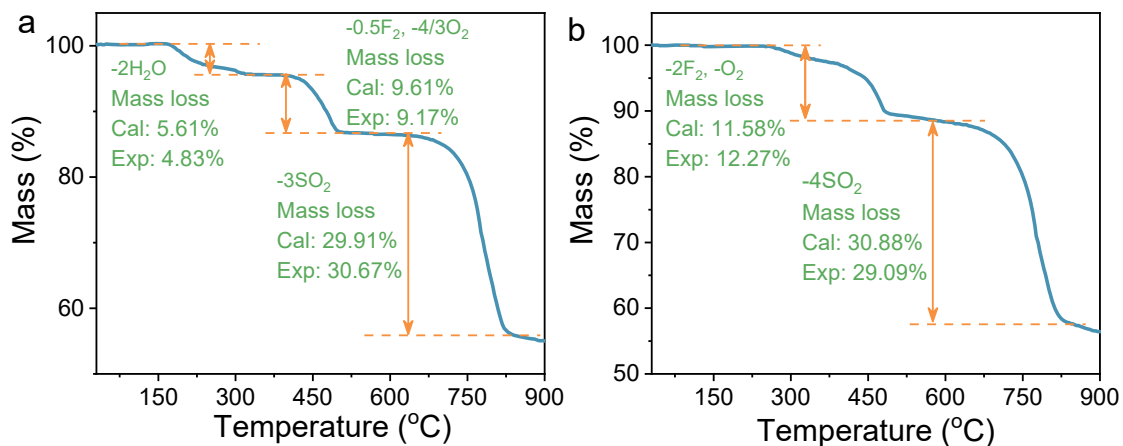 a
-2H₂O
Mass loss
Cal: 5.61%
Exp: 4.83%
-0.5F₂, -4/3O₂
Mass loss
Cal: 9.61%
Exp: 9.17%
-3SO₂
Mass loss
Cal: 29.91%
Exp: 30.67%
Mass (%)
100
80
60
150 300 450 600 750 900
Temperature (°C)
b
-2F₂, -O₂
Mass loss
Cal: 11.58%
Exp: 12.27%
-4SO₂
Mass loss
Cal: 30.88%
Exp: 29.09%
Mass (%)
100
90
80
70
60
50
150 300 450 600 750 900
Temperature (°C)